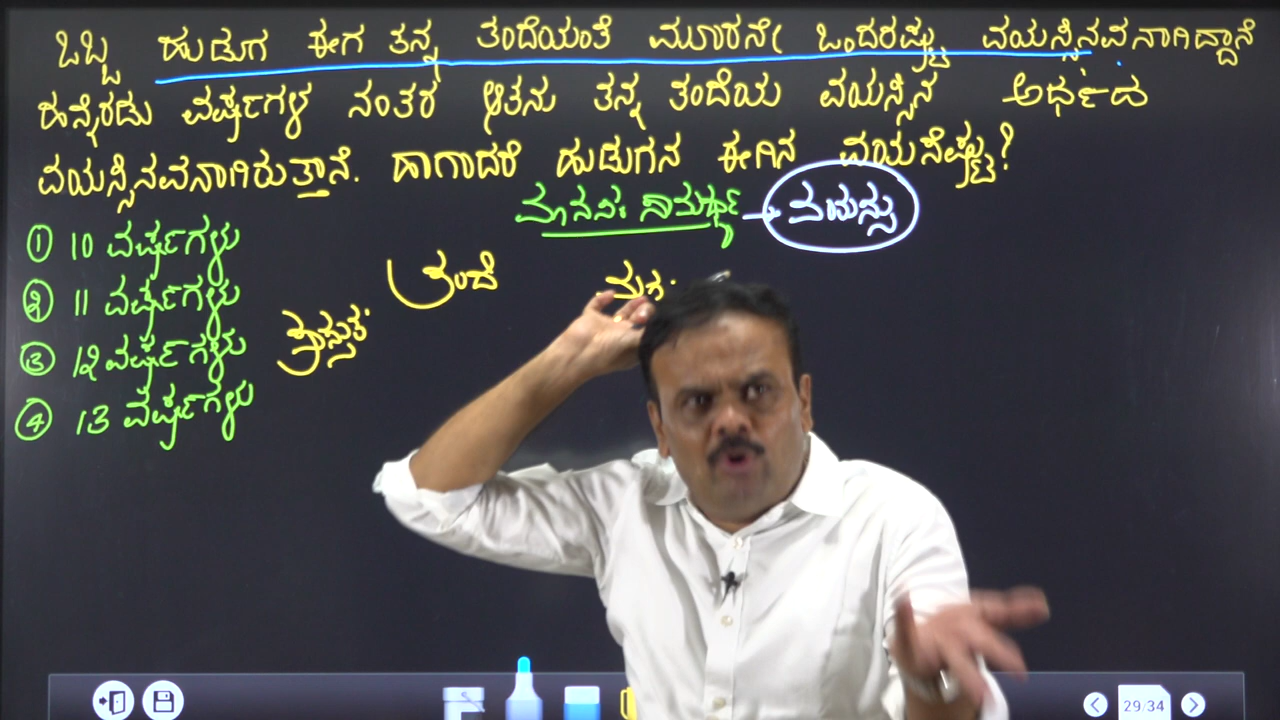 ಒಬ್ಬ ಹುಡುಗ ಈಗ ತನ್ನ ತಂದೆಯಂತೆ ಮೂರನೇ ಒಂದರಷ್ಟು ವಯಸ್ಸಿನವನಾಗಿದ್ದಾನೆ
ಹನ್ನೆರಡು ವರ್ಷಗಳ ನಂತರ ಆತನು ತನ್ನ ತಂದೆಯ ವಯಸ್ಸಿನ ಅರ್ಧದ
ವಯಸ್ಸಿನವನಾಗಿರುತ್ತಾನೆ. ಹಾಗಾದರೆ ಹುಡುಗನ ಈಗಿನ ವಯಸೆಷ್ಟು?
ಮಾನಸಿಕ ಸಾಮರ್ಥ್ಯ → ವಯಸ್ಸು
① 10 ವರ್ಷಗಳು
② 11 ವರ್ಷಗಳು
③ 12 ವರ್ಷಗಳು
④ 13 ವರ್ಷಗಳು
ತಂದೆ ಮಗ
ಪ್ರಸ್ತುತ
29/34